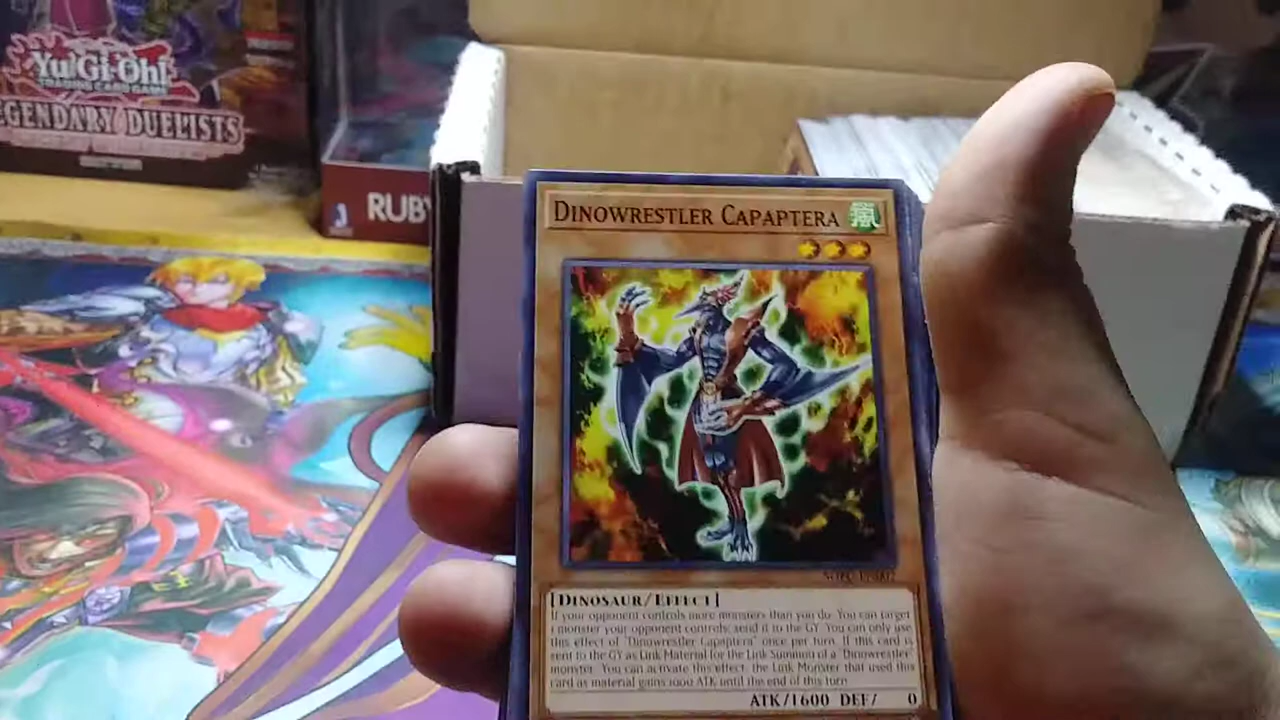 Yu-Gi-Oh!
TRADING CARD GAME
LEGENDARY DUELISTS
RUBY
DINOWRESTLER CAPAPTERA
[DINOSAUR/EFFECT]
If your opponent controls more monsters than you do: You can target
1 monster your opponent controls; send it to the GY. You can only use
this effect of "Dinowrestler Capaptera" once per turn. If this card is
sent to the GY as Link Material for the Link Summon of a "Dinowrestler"
monster: You can activate this effect; the Link Monster that used this
card as material gains 1000 ATK until the end of this turn.
ATK/1600 DEF/ 0